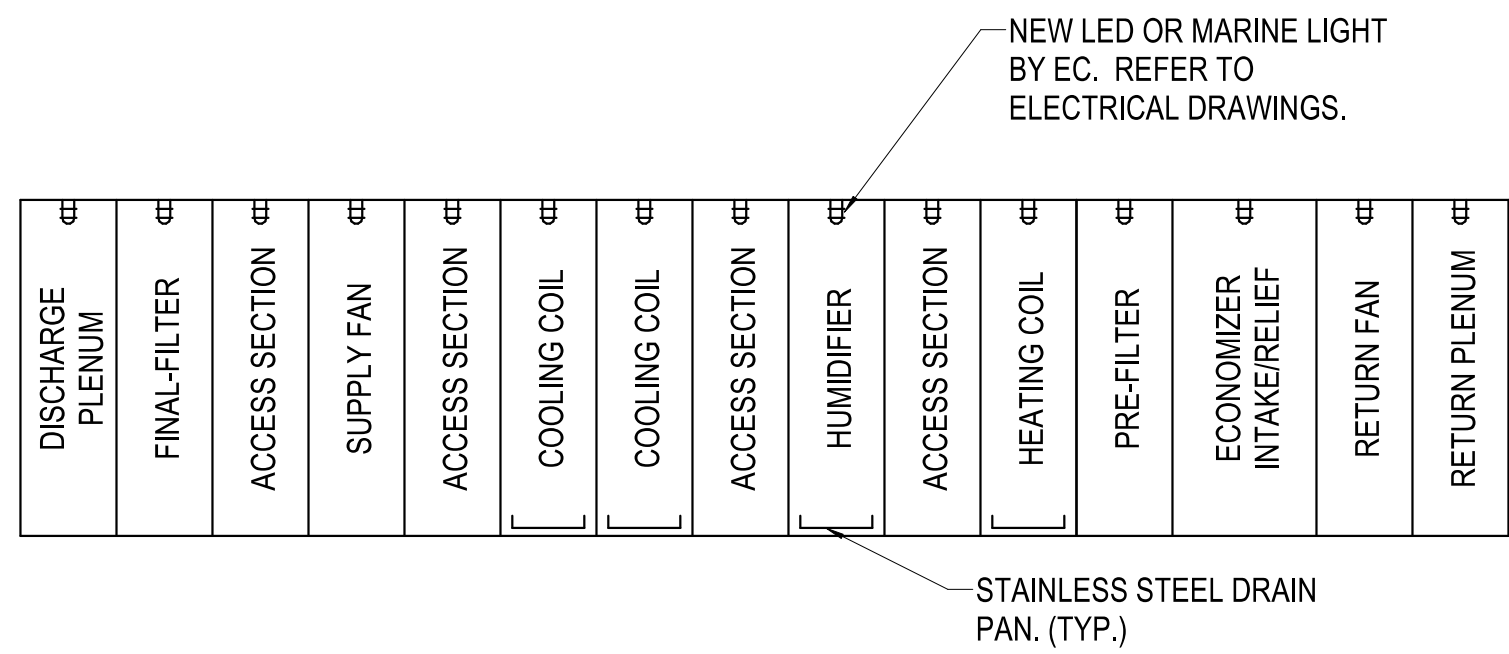 NEW LED OR MARINE LIGHT
BY EC. REFER TO
ELECTRICAL DRAWINGS.
DISCHARGE
PLENUM
FINAL-FILTER
ACCESS SECTION
SUPPLY FAN
ACCESS SECTION
COOLING COIL
COOLING COIL
ACCESS SECTION
HUMIDIFIER
ACCESS SECTION
HEATING COIL
PRE-FILTER
ECONOMIZER
INTAKE/RELIEF
RETURN FAN
RETURN PLENUM
STAINLESS STEEL DRAIN
PAN. (TYP.)